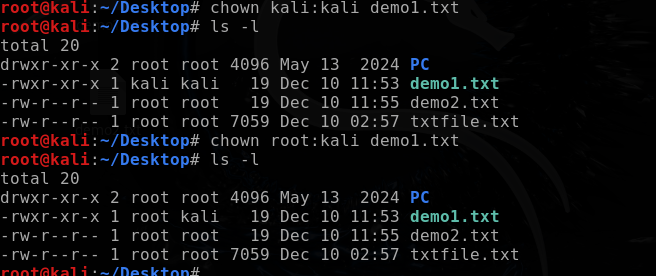 root@kali:~/Desktop# chown kali:kali demo1.txt
root@kali:~/Desktop# ls -l
total 20
drwxr-xr-x 2 root root 4096 May 13  2024 PC
-rwxr-xr-x 1 kali kali   19 Dec 10 11:53 demo1.txt
-rw-r--r-- 1 root root   19 Dec 10 11:55 demo2.txt
-rw-r--r-- 1 root root 7059 Dec 10 02:57 txtfile.txt
root@kali:~/Desktop# chown root:kali demo1.txt
root@kali:~/Desktop# ls -l
total 20
drwxr-xr-x 2 root root 4096 May 13  2024 PC
-rwxr-xr-x 1 root kali   19 Dec 10 11:53 demo1.txt
-rw-r--r-- 1 root root   19 Dec 10 11:55 demo2.txt
-rw-r--r-- 1 root root 7059 Dec 10 02:57 txtfile.txt
root@kali:~/Desktop#